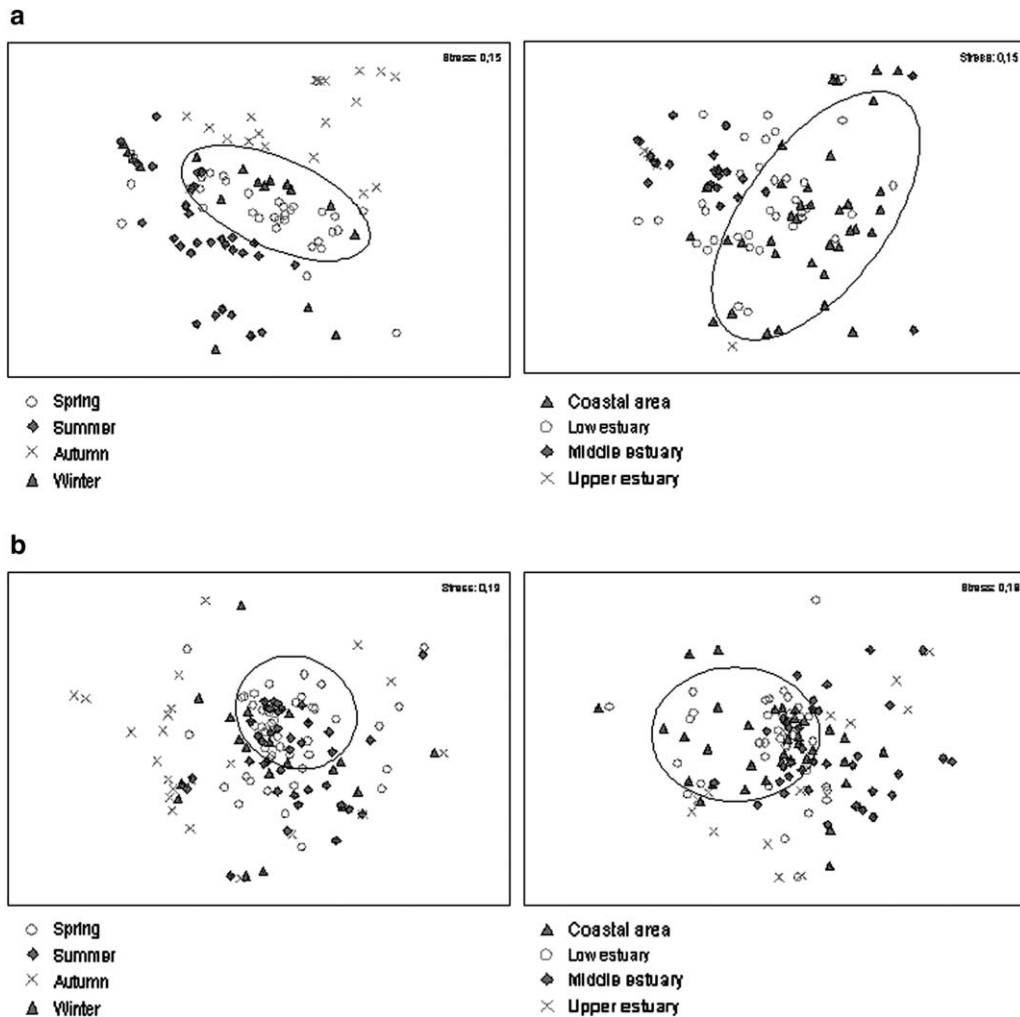 a
Stress: 0,15
Stress: 0,15
Spring
Summer
Autumn
Winter
Coastal area
Low estuary
Middle estuary
Upper estuary
b
Stress: 0,19
Stress: 0,19
Spring
Summer
Autumn
Winter
Coastal area
Low estuary
Middle estuary
Upper estuary